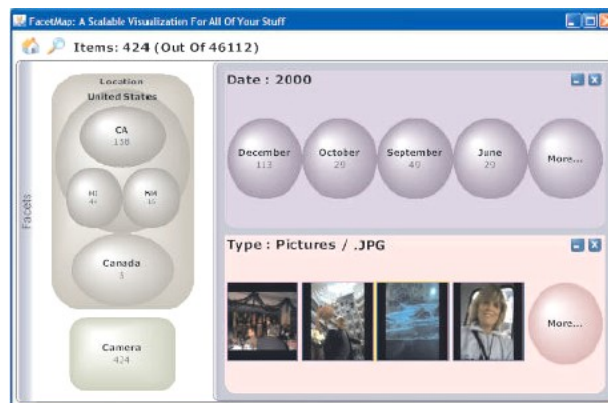 FacetMap: A Scalable Visualization For All Of Your Stuff
Items: 424 (Out Of 46112)
Facets
Location
United States
CA
138
Canada
3
Camera
424
Date : 2000
December
113
October
29
September
49
June
29
More...
Type : Pictures / .JPG
More...